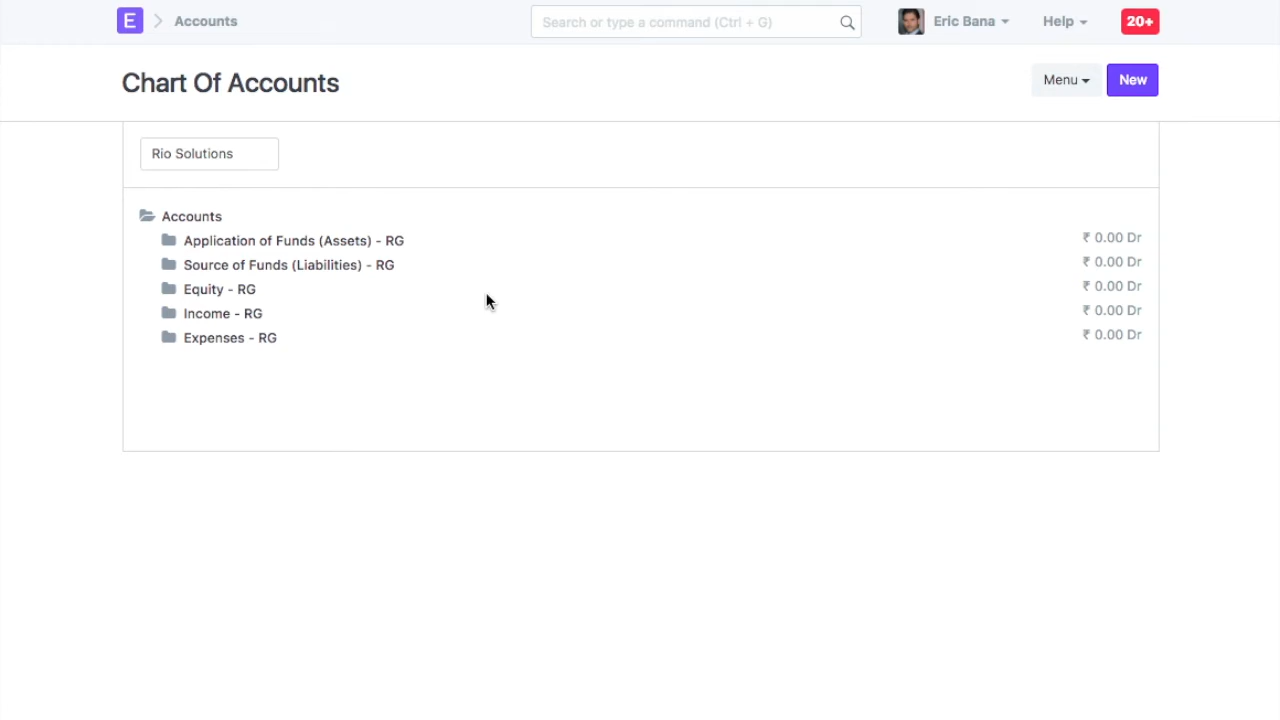 E Accounts Search or type a command (Ctrl + G) Eric Bana Help 20+
Chart Of Accounts Menu New
Rio Solutions
Accounts
Application of Funds (Assets) - RG ₹ 0.00 Dr
Source of Funds (Liabilities) - RG ₹ 0.00 Dr
Equity - RG ₹ 0.00 Dr
Income - RG ₹ 0.00 Dr
Expenses - RG ₹ 0.00 Dr